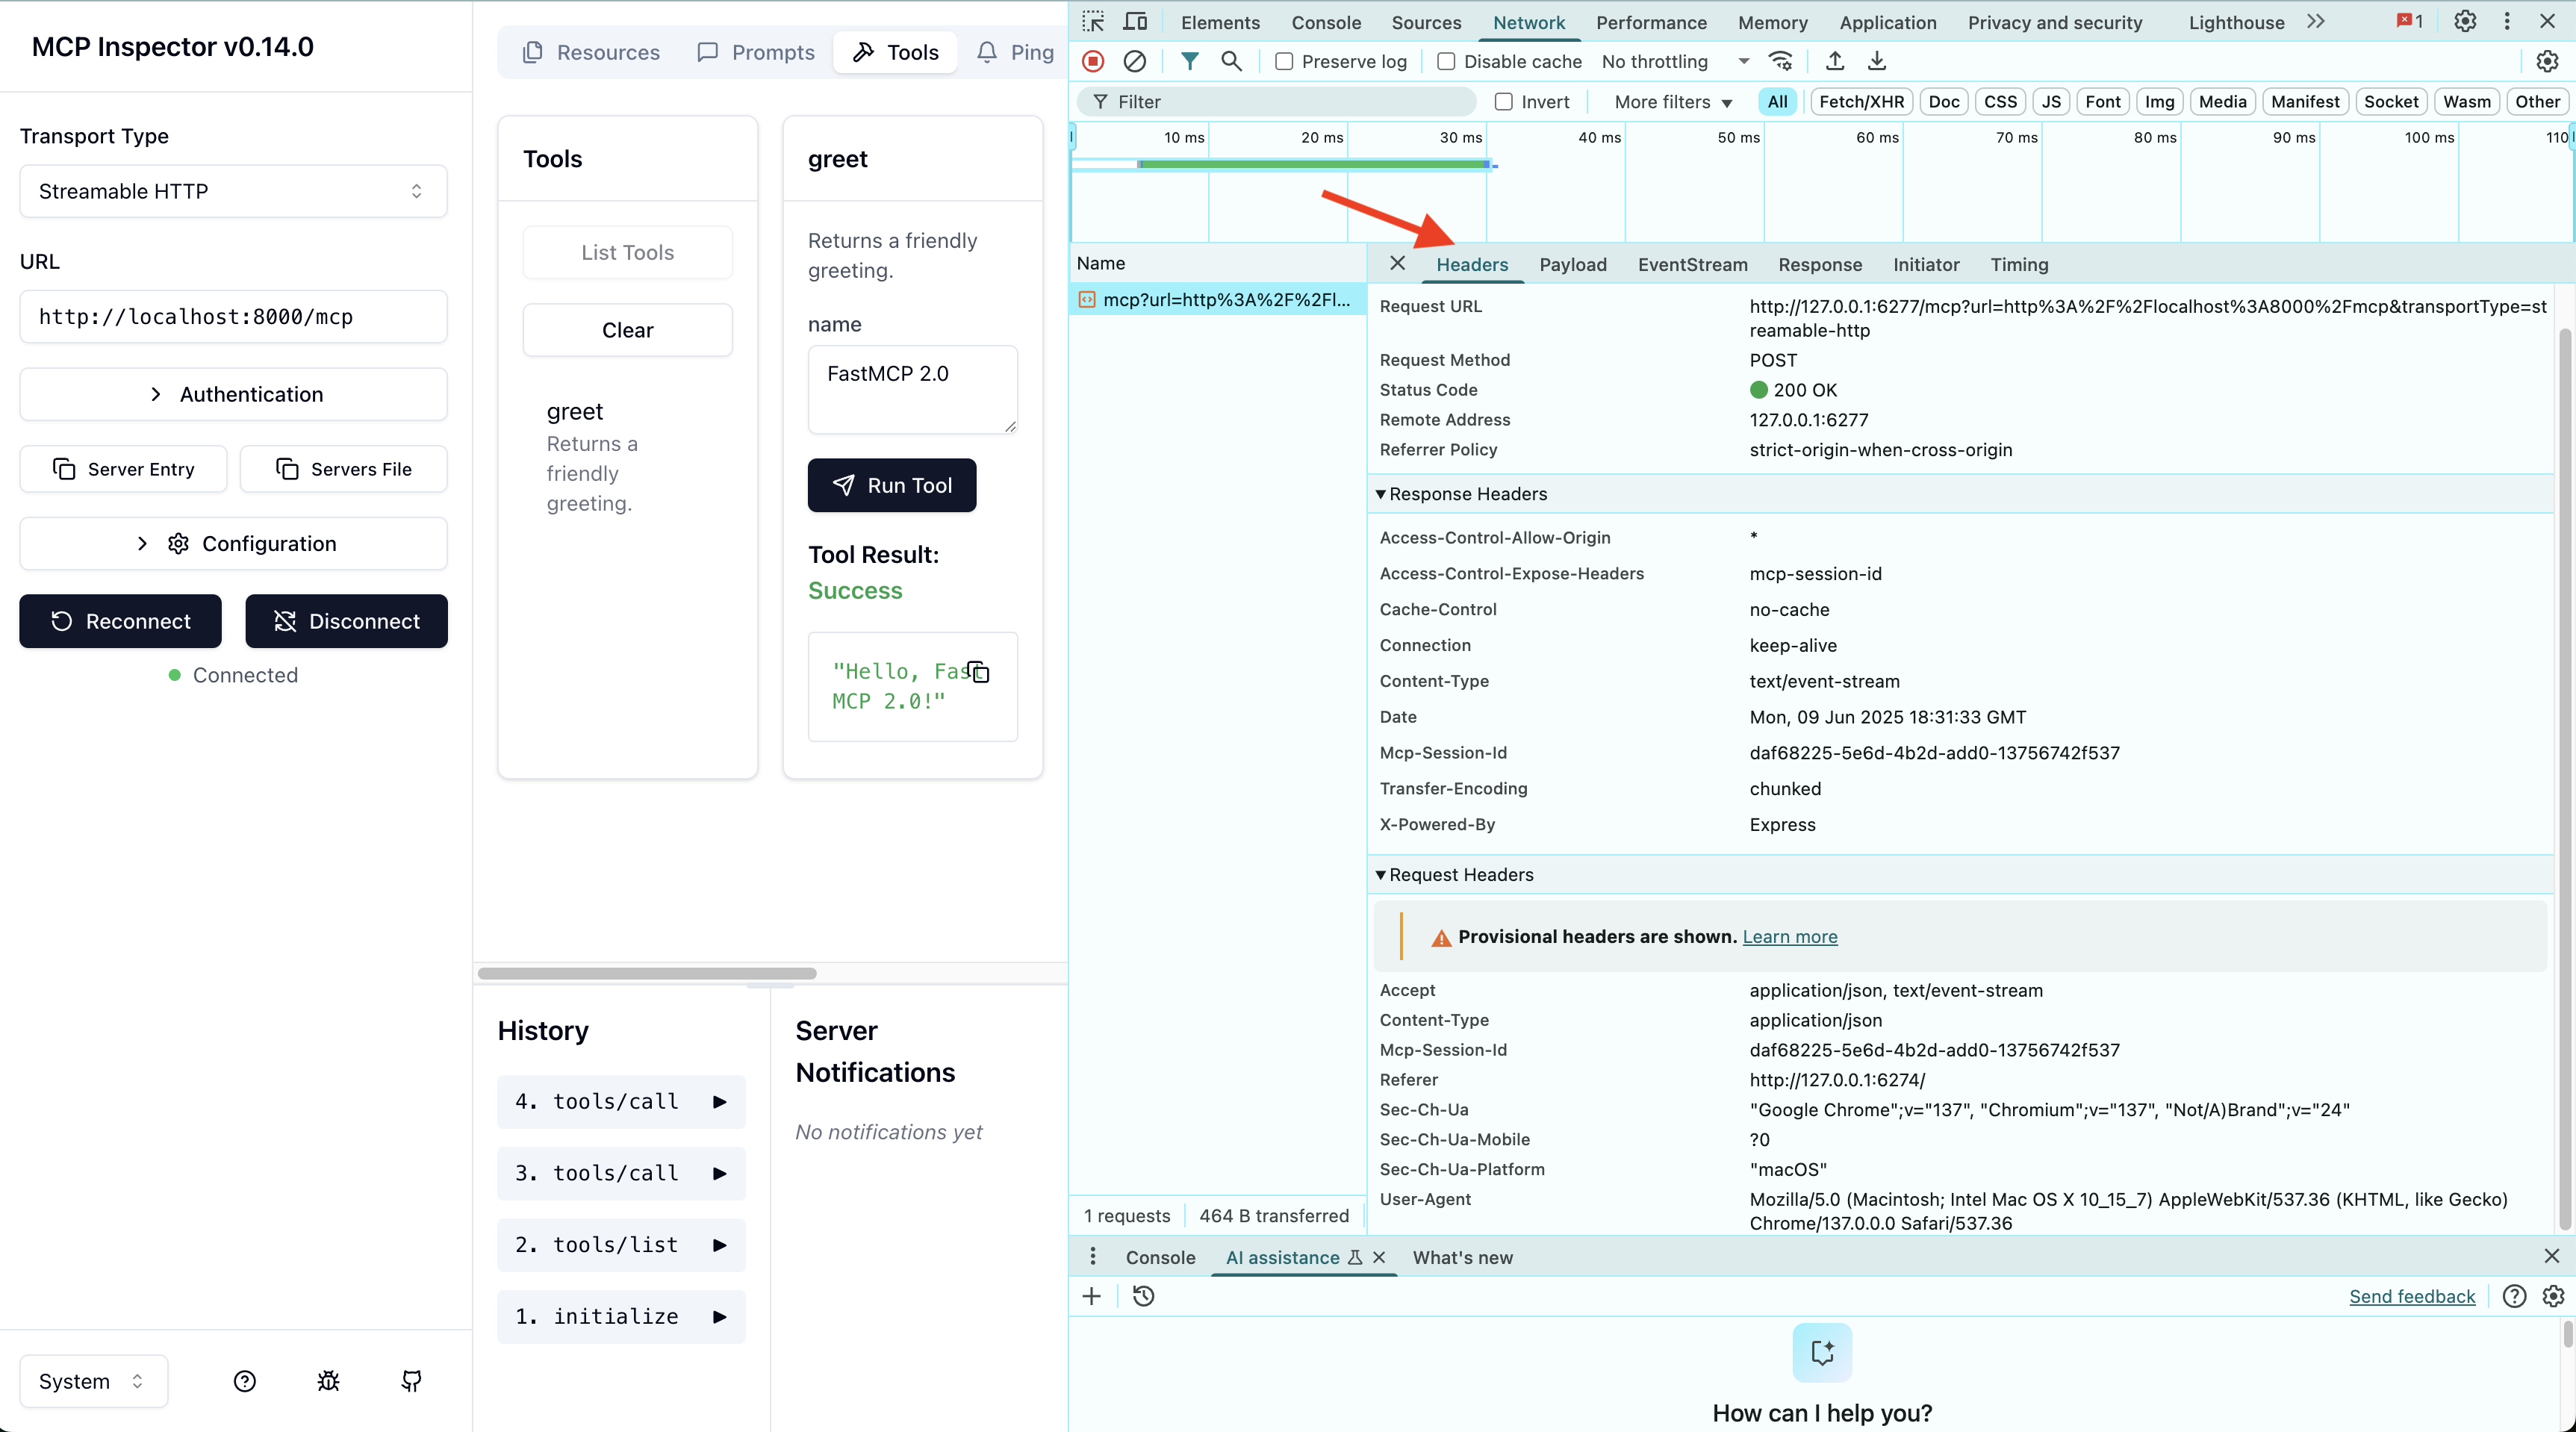 MCP Inspector v0.14.0
Transport Type
Streamable HTTP
URL
http://localhost:8000/mcp
Authentication
Server Entry
Servers File
Configuration
Reconnect
Disconnect
Connected
System
Resources
Prompts
Tools
Ping
Tools
List Tools
Clear
greet
Returns a
friendly
greeting.
greet
Returns a friendly
greeting.
name
FastMCP 2.0
Run Tool
Tool Result:
Success
"Hello, Fast
MCP 2.0!"
History
4. tools/call
3. tools/call
2. tools/list
1. initialize
Server
Notifications
No notifications yet
Elements
Console
Sources
Network
Performance
Memory
Application
Privacy and security
Lighthouse
1
Preserve log
Disable cache
No throttling
Filter
Invert
More filters
All
Fetch/XHR
Doc
CSS
JS
Font
Img
Media
Manifest
Socket
Wasm
Other
10 ms
20 ms
30 ms
40 ms
50 ms
60 ms
70 ms
80 ms
90 ms
100 ms
110
Name
mcp?url=http%3A%2F%2Fl...
Headers
Payload
EventStream
Response
Initiator
Timing
Request URL
http://127.0.0.1:6277/mcp?url=http%3A%2F%2Flocalhost%3A8000%2Fmcp&transportType=st
reamable-http
Request Method
POST
Status Code
200 OK
Remote Address
127.0.0.1:6277
Referrer Policy
strict-origin-when-cross-origin
Response Headers
Access-Control-Allow-Origin
*
Access-Control-Expose-Headers
mcp-session-id
Cache-Control
no-cache
Connection
keep-alive
Content-Type
text/event-stream
Date
Mon, 09 Jun 2025 18:31:33 GMT
Mcp-Session-Id
daf68225-5e6d-4b2d-add0-13756742f537
Transfer-Encoding
chunked
X-Powered-By
Express
Request Headers
Provisional headers are shown. Learn more
Accept
application/json, text/event-stream
Content-Type
application/json
Mcp-Session-Id
daf68225-5e6d-4b2d-add0-13756742f537
Referer
http://127.0.0.1:6274/
Sec-Ch-Ua
"Google Chrome";v="137", "Chromium";v="137", "Not/A)Brand";v="24"
Sec-Ch-Ua-Mobile
?0
Sec-Ch-Ua-Platform
"macOS"
User-Agent
Mozilla/5.0 (Macintosh; Intel Mac OS X 10_15_7) AppleWebKit/537.36 (KHTML, like Gecko)
Chrome/137.0.0.0 Safari/537.36
1 requests
464 B transferred
Console
AI assistance
What's new
Send feedback
How can I help you?